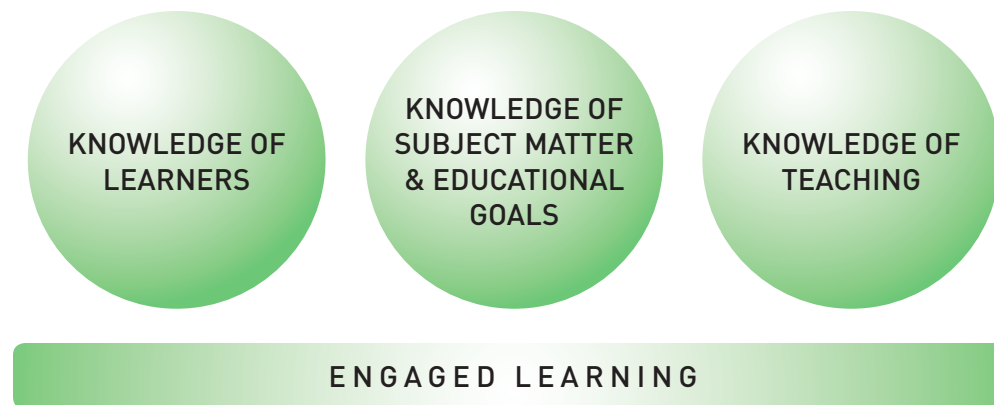 KNOWLEDGE OF
LEARNERS
KNOWLEDGE OF
SUBJECT MATTER
& EDUCATIONAL
GOALS
KNOWLEDGE OF
TEACHING
ENGAGED LEARNING